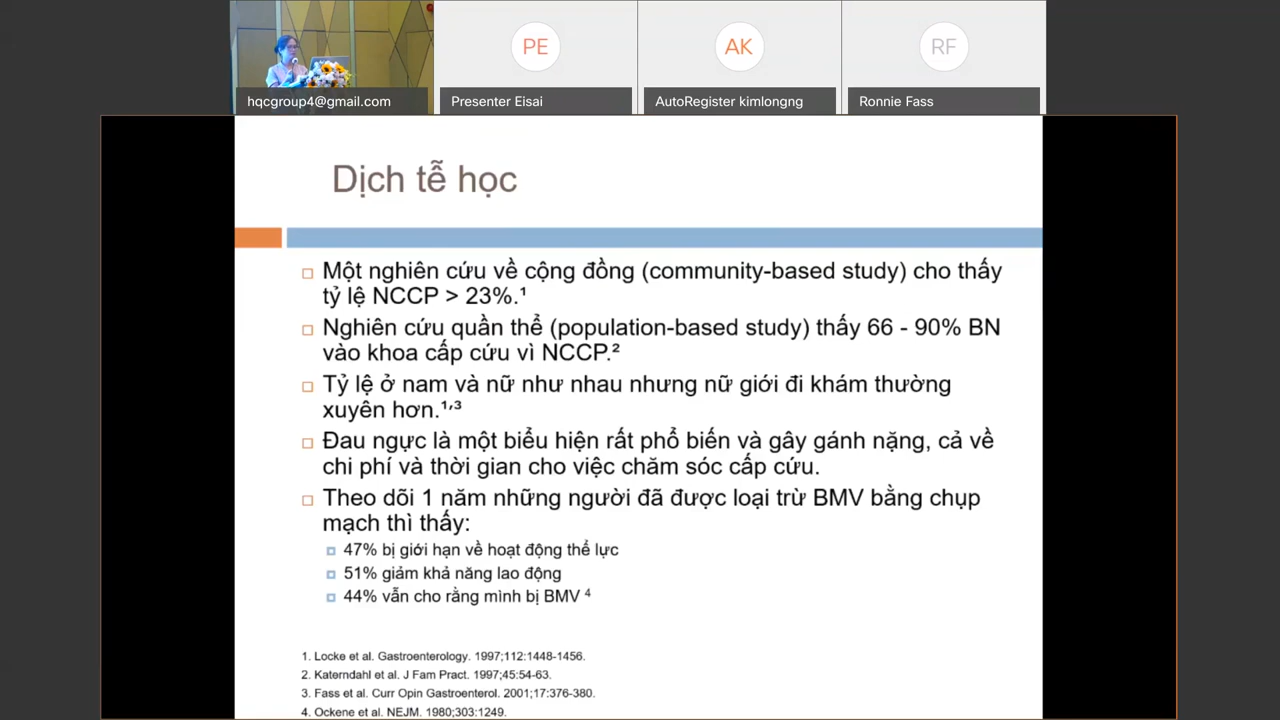 PE
AK
RF
hqcgroup4@gmail.com
Presenter Eisai
AutoRegister kimlongng
Ronnie Fass
Dịch tễ học
Một nghiên cứu về cộng đồng (community-based study) cho thấy
tỷ lệ NCCP > 23%.¹
Nghiên cứu quần thể (population-based study) thấy 66 - 90% BN
vào khoa cấp cứu vì NCCP.²
Tỷ lệ ở nam và nữ như nhau nhưng nữ giới đi khám thường
xuyên hơn.¹,³
Đau ngực là một biểu hiện rất phổ biến và gây gánh nặng, cả về
chi phí và thời gian cho việc chăm sóc cấp cứu.
Theo dõi 1 năm những người đã được loại trừ BMV bằng chụp
mạch thì thấy:
47% bị giới hạn về hoạt động thể lực
51% giảm khả năng lao động
44% vẫn cho rằng mình bị BMV ⁴
1. Locke et al. Gastroenterology. 1997;112:1448-1456.
2. Katerndahl et al. J Fam Pract. 1997;45:54-63.
3. Fass et al. Curr Opin Gastroenterol. 2001;17:376-380.
4. Ockene et al. NEJM. 1980;303:1249.